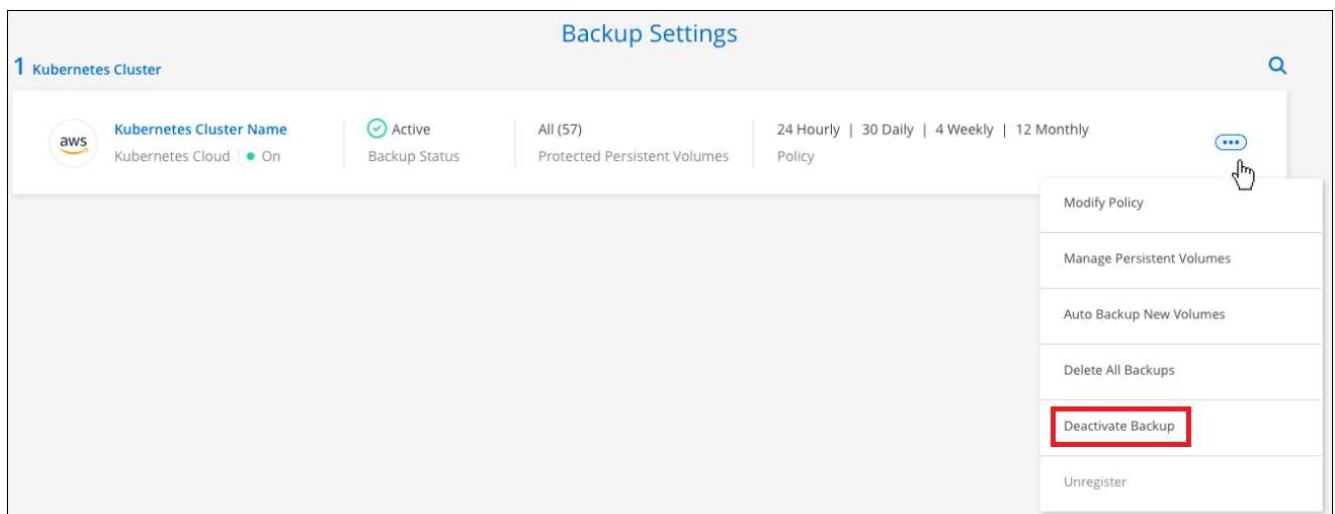 Backup Settings
1 Kubernetes Cluster
aws
Kubernetes Cluster Name
Kubernetes Cloud On
Active
Backup Status
All (57)
Protected Persistent Volumes
24 Hourly | 30 Daily | 4 Weekly | 12 Monthly
Policy
Modify Policy
Manage Persistent Volumes
Auto Backup New Volumes
Delete All Backups
Deactivate Backup
Unregister